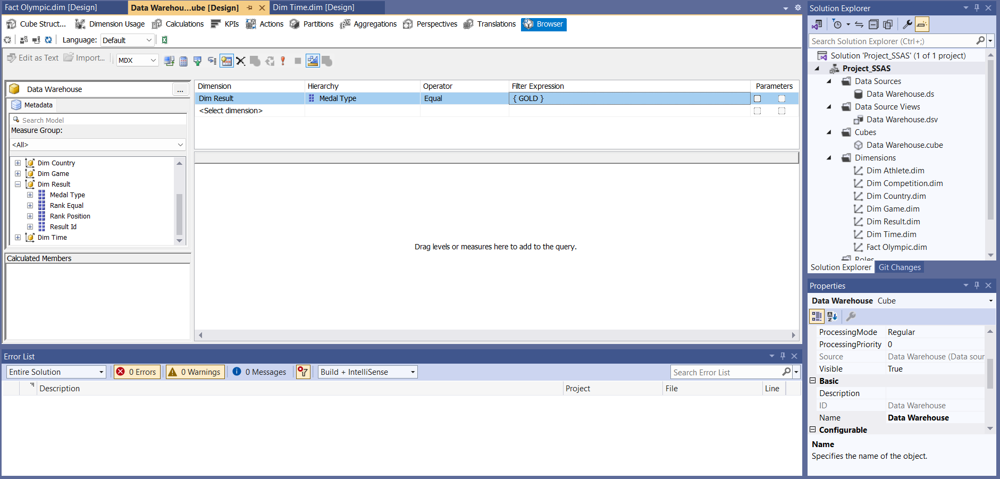 Fact Olympic.dim [Design]
Data Warehou...ube [Design]
Dim Time.dim [Design]
Cube Struct...
Dimension Usage
Calculations
KPIs
Actions
Partitions
Aggregations
Perspectives
Translations
Browser
Language:
Default
Edit as Text
Import...
MDX
Data Warehouse
...
Metadata
Search Model
Measure Group:
<All>
Dim Country
Dim Game
Dim Result
Medal Type
Rank Equal
Rank Position
Result Id
Dim Time
Calculated Members
Dimension
Hierarchy
Operator
Filter Expression
Parameters
Dim Result
Medal Type
Equal
{ GOLD }
<Select dimension>
Drag levels or measures here to add to the query.
Error List
Entire Solution
0 Errors
0 Warnings
0 Messages
Build + IntelliSense
Search Error List
Description
Project
File
Line
Solution Explorer
Search Solution Explorer (Ctrl+;)
Solution 'Project_SSAS' (1 of 1 project)
Project_SSAS
Data Sources
Data Warehouse.ds
Data Source Views
Data Warehouse.dsv
Cubes
Data Warehouse.cube
Dimensions
Dim Athlete.dim
Dim Competition.dim
Dim Country.dim
Dim Game.dim
Dim Result.dim
Dim Time.dim
Fact Olympic.dim
Roles
Solution Explorer
Git Changes
Properties
Data Warehouse Cube
ProcessingMode Regular
ProcessingPriority 0
Source Data Warehouse (Data sour
Visible True
Basic
Description
ID Data Warehouse
Name Data Warehouse
Configurable
Name
Specifies the name of the object.